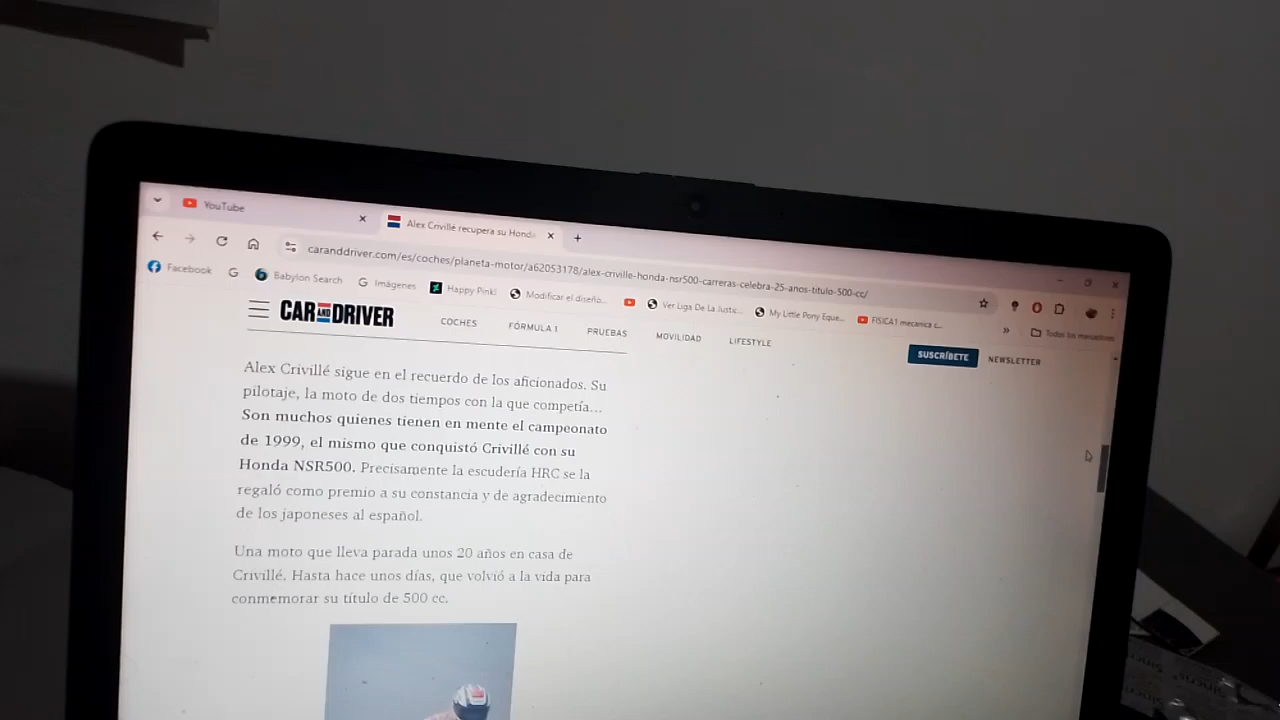 YouTube
Alex Crivillé recupera su Honda
caranddriver.com/es/coches/planeta-motor/a62053178/alex-criville-honda-nsr500-carreras-celebra-25-anos-titulo-500-cc/
Facebook
Babylon Search
Imágenes
Happy Pink!
Modificar el diseño...
Ver Liga De La Justic...
My Little Pony Eque...
FISICA1 mecanica c...
Todos los marcadores
CAR AND DRIVER
COCHES
FÓRMULA 1
PRUEBAS
MOVILIDAD
LIFESTYLE
SUSCRÍBETE
NEWSLETTER
Alex Crivillé sigue en el recuerdo de los aficionados. Su
pilotaje, la moto de dos tiempos con la que competía...
Son muchos quienes tienen en mente el campeonato
de 1999, el mismo que conquistó Crivillé con su
Honda NSR500. Precisamente la escudería HRC se la
regaló como premio a su constancia y de agradecimiento
de los japoneses al español.
Una moto que lleva parada unos 20 años en casa de
Crivillé. Hasta hace unos días, que volvió a la vida para
conmemorar su título de 500 cc.